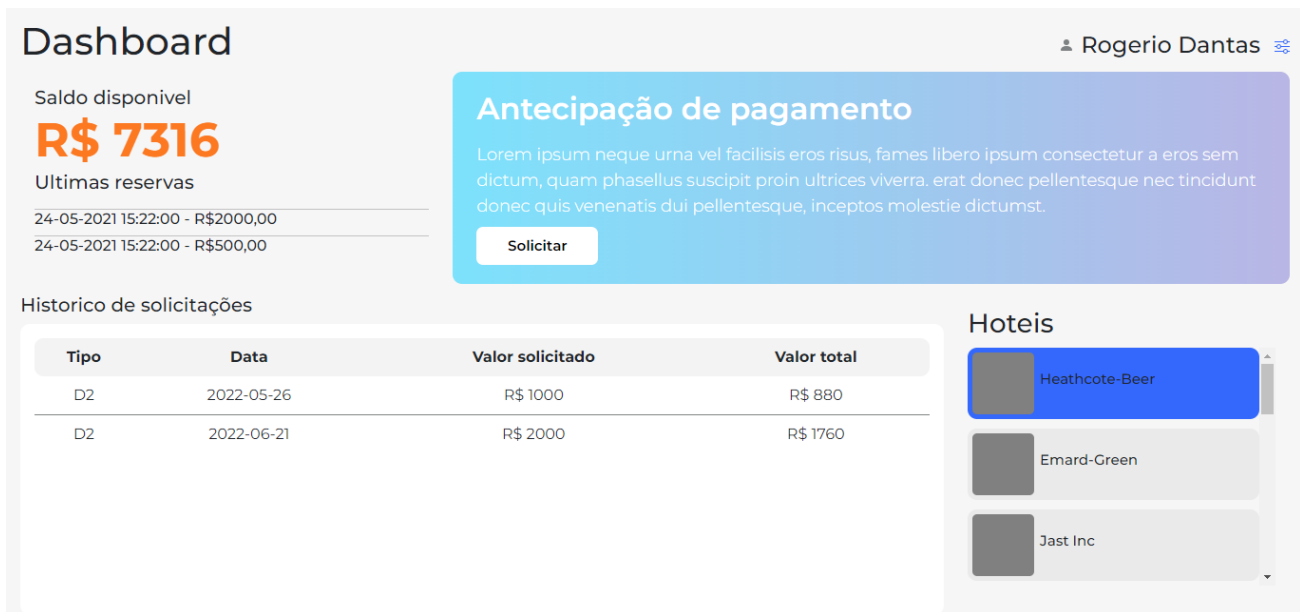 Dashboard
Rogerio Dantas
Saldo disponivel
R$ 7316
Ultimas reservas
24-05-2021 15:22:00 - R$2000,00
24-05-2021 15:22:00 - R$500,00
Antecipação de pagamento
Lorem ipsum neque urna vel facilisis eros risus, fames libero ipsum consectetur a eros sem
dictum, quam phasellus suscipit proin ultrices viverra. erat donec pellentesque nec tincidunt
donec quis venenatis dui pellentesque, inceptos molestie dictumst.
Solicitar
Historico de solicitações
Tipo Data Valor solicitado Valor total
D2 2022-05-26 R$ 1000 R$ 880
D2 2022-06-21 R$ 2000 R$ 1760
Hoteis
Heathcote-Beer
Emard-Green
Jast Inc